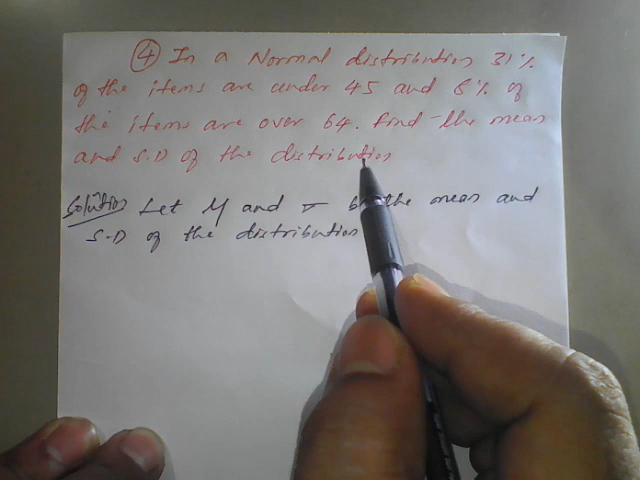 ④ In a Normal distribution 31%
of the items are under 45 and 8% of
the items are over 64. Find the mean
and S.D of the distribution
Solution Let μ and σ be the mean and
S.D of the distribution